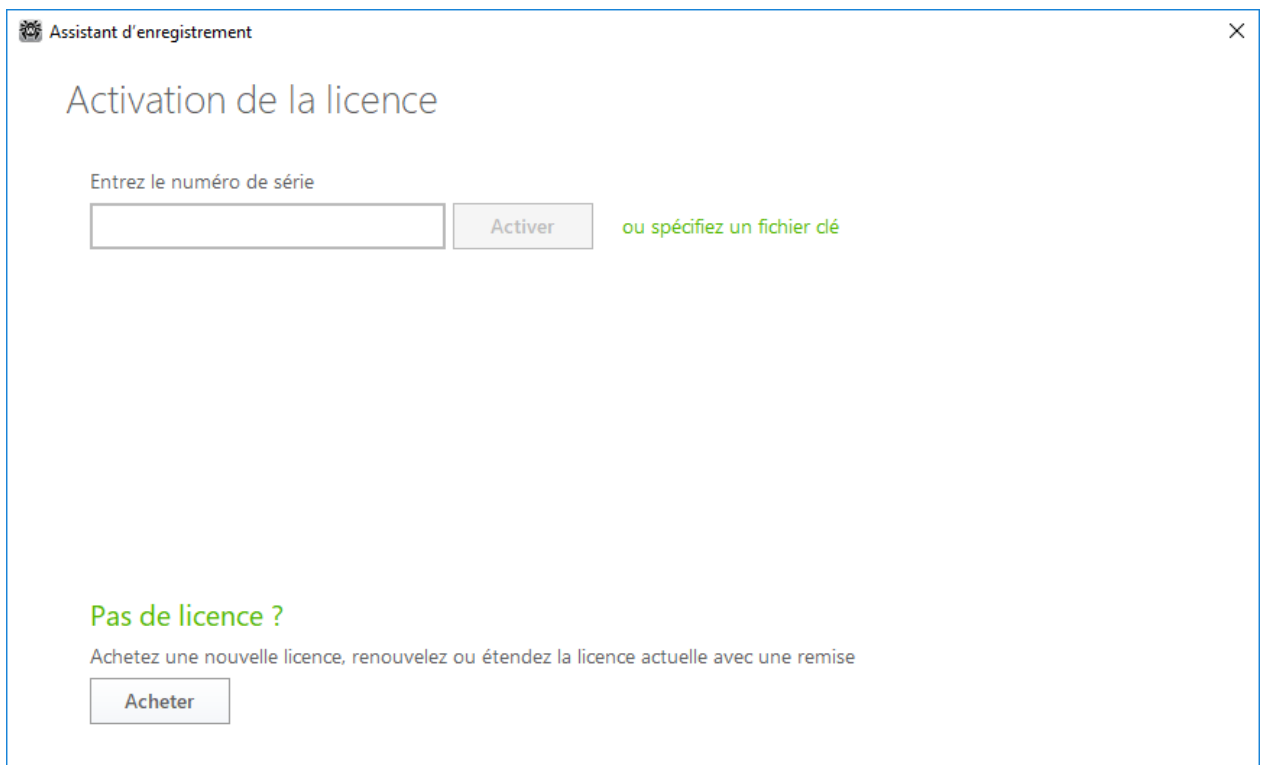 Assistant d’enregistrement
Activation de la licence
Entrez le numéro de série
Activer
ou spécifiez un fichier clé
Pas de licence ?
Achetez une nouvelle licence, renouvelez ou étendez la licence actuelle avec une remise
Acheter